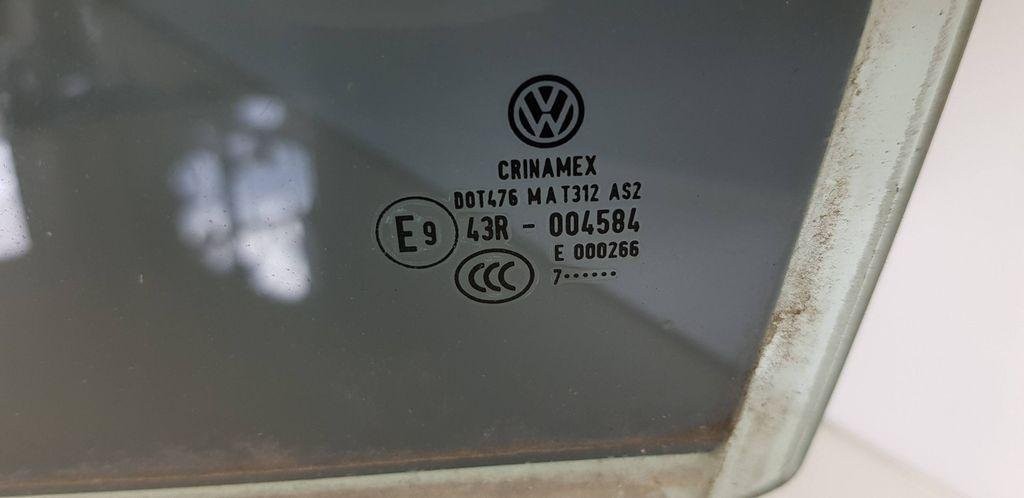 CRINAMEX
DOT476 M A T312 AS2
E9 43R - 004584
E 000266
CCC 7······